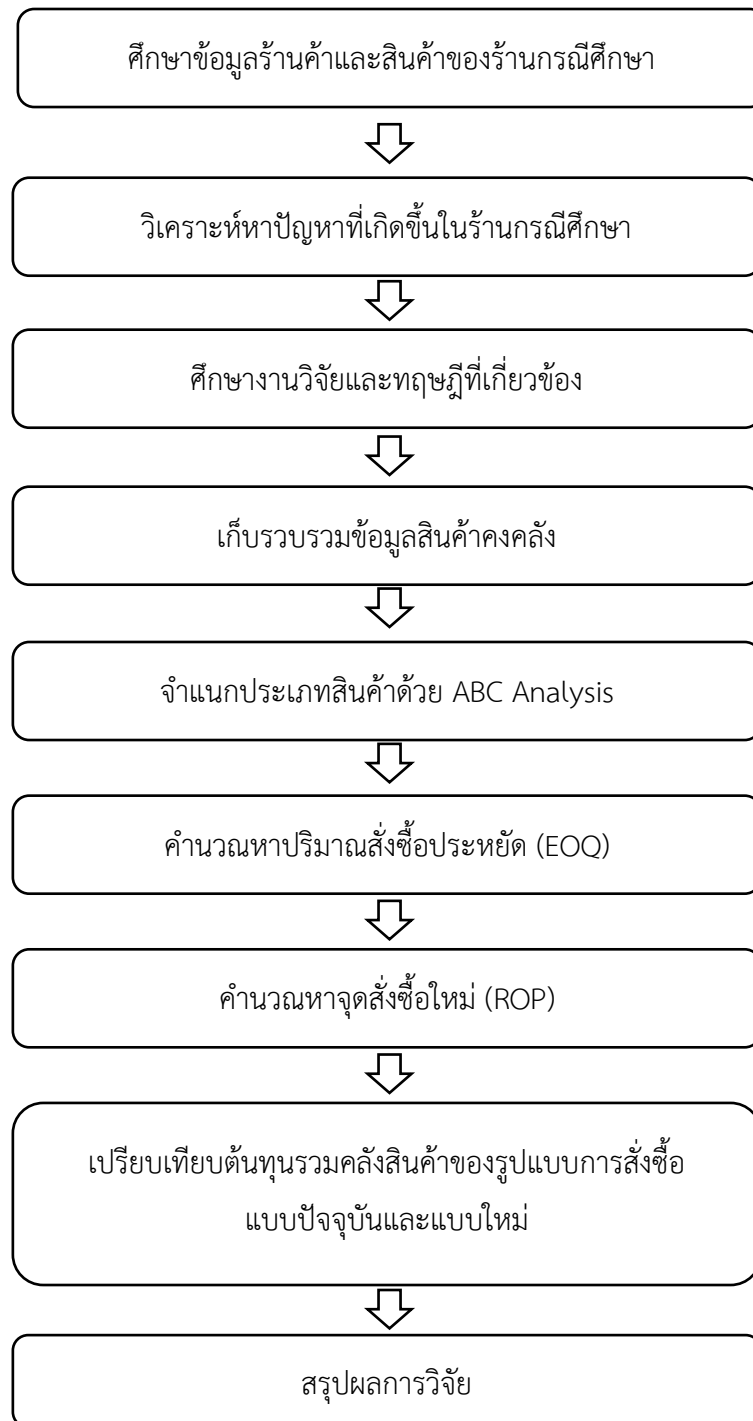 ศึกษาข้อมูลร้านค้าและสินค้าของร้านกรณีศึกษา
วิเคราะห์หาปัญหาที่เกิดขึ้นในร้านกรณีศึกษา
ศึกษางานวิจัยและทฤษฎีที่เกี่ยวข้อง
เก็บรวบรวมข้อมูลสินค้าคงคลัง
จำแนกประเภทสินค้าด้วย ABC Analysis
คำนวณหาปริมาณสั่งซื้อประหยัด (EOQ)
คำนวณหาจุดสั่งซื้อใหม่ (ROP)
เปรียบเทียบต้นทุนรวมคลังสินค้าของรูปแบบการสั่งซื้อ
แบบปัจจุบันและแบบใหม่
สรุปผลการวิจัย